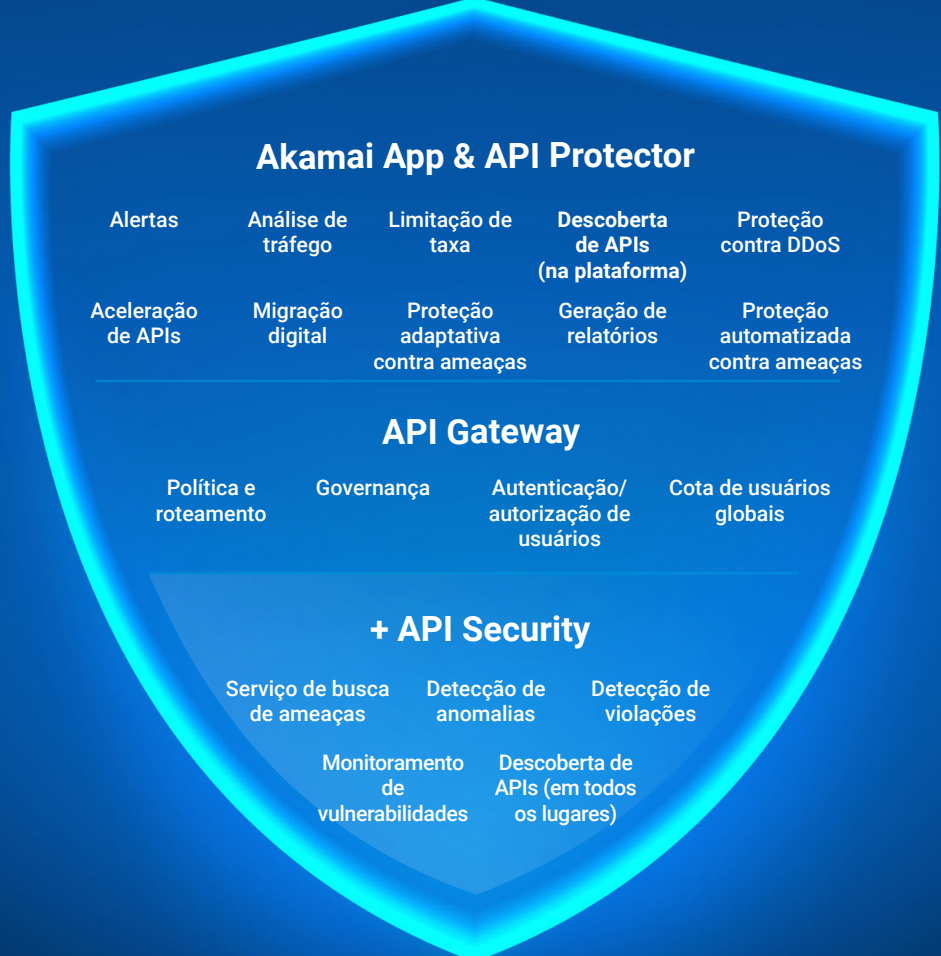 Akamai App & API Protector
Alertas
Análise de
tráfego
Limitação de
taxa
Descoberta
de APIs
(na plataforma)
Proteção
contra DDoS
Aceleração
de APIs
Migração
digital
Proteção
adaptativa
contra ameaças
Geração de
relatórios
Proteção
automatizada
contra ameaças
API Gateway
Política e
roteamento
Governança
Autenticação/
autorização de
usuários
Cota de usuários
globais
+ API Security
Serviço de busca
de ameaças
Detecção de
anomalias
Detecção de
violações
Monitoramento
de
vulnerabilidades
Descoberta de
APIs (em todos
os lugares)